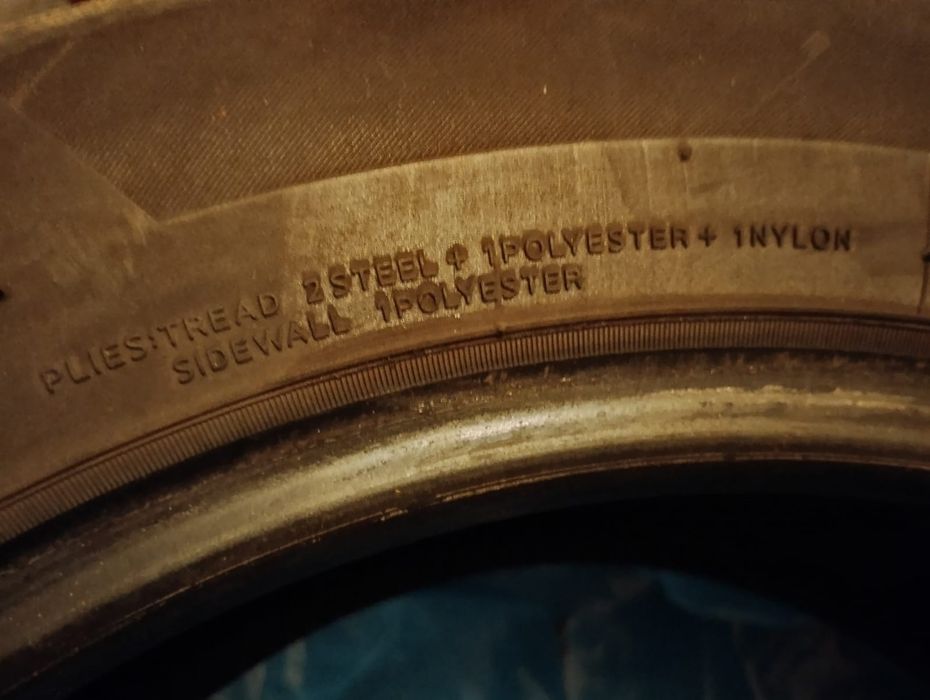 PLIES:TREAD 2STEEL + 1POLYESTER + 1NYLON
SIDEWALL 1POLYESTER